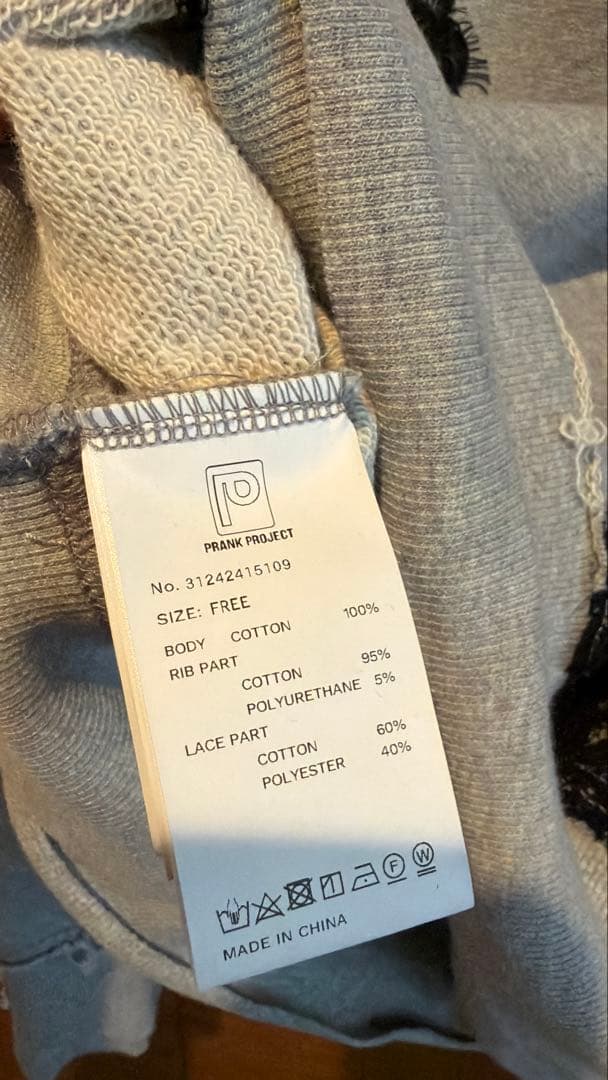 PRANK PROJECT
No. 31242415109
SIZE: FREE
BODY COTTON 100%
RIB PART
COTTON 95%
POLYURETHANE 5%
LACE PART
COTTON 60%
POLYESTER 40%
F W
MADE IN CHINA